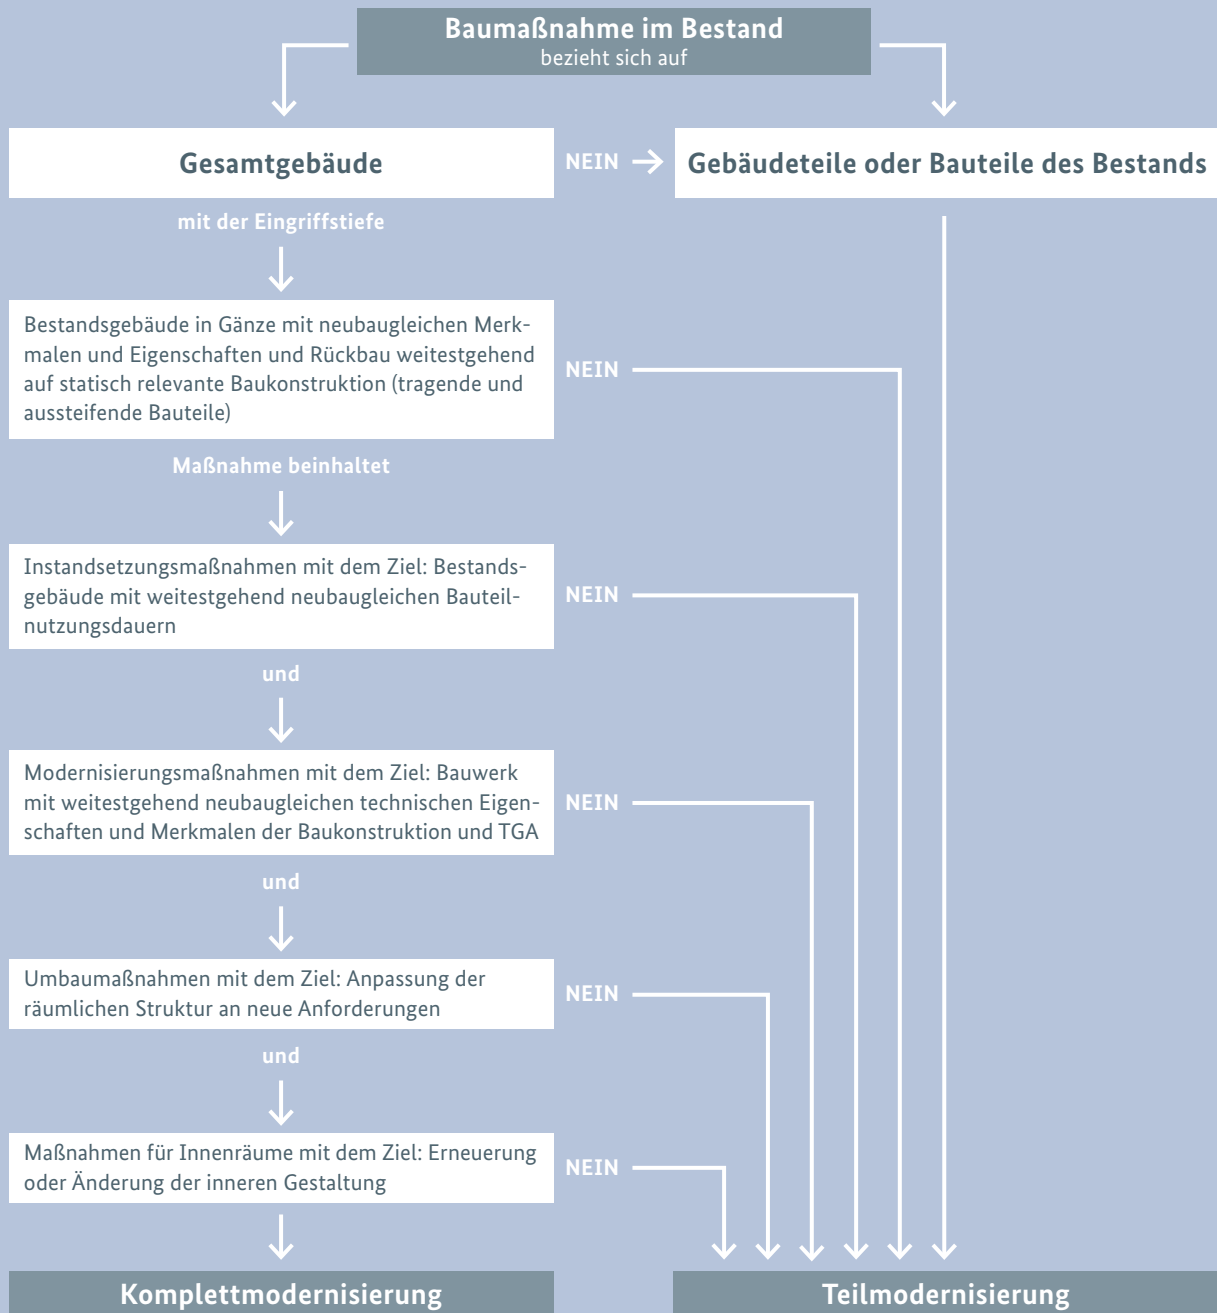 Baumaßnahme im Bestand
bezieht sich auf
Gesamtgebäude
NEIN
Gebäudeteile oder Bauteile des Bestands
mit der Eingriffstiefe
Bestandsgebäude in Gänze mit neubaugleichen Merk-
malen und Eigenschaften und Rückbau weitestgehend
auf statisch relevante Baukonstruktion (tragende und
aussteifende Bauteile)
NEIN
Maßnahme beinhaltet
Instandsetzungsmaßnahmen mit dem Ziel: Bestands-
gebäude mit weitestgehend neubaugleichen Bauteil-
nutzungsdauern
NEIN
und
Modernisierungsmaßnahmen mit dem Ziel: Bauwerk
mit weitestgehend neubaugleichen technischen Eigen-
schaften und Merkmalen der Baukonstruktion und TGA
NEIN
und
Umbaumaßnahmen mit dem Ziel: Anpassung der
räumlichen Struktur an neue Anforderungen
NEIN
und
Maßnahmen für Innenräume mit dem Ziel: Erneuerung
oder Änderung der inneren Gestaltung
NEIN
Komplettmodernisierung
Teilmodernisierung